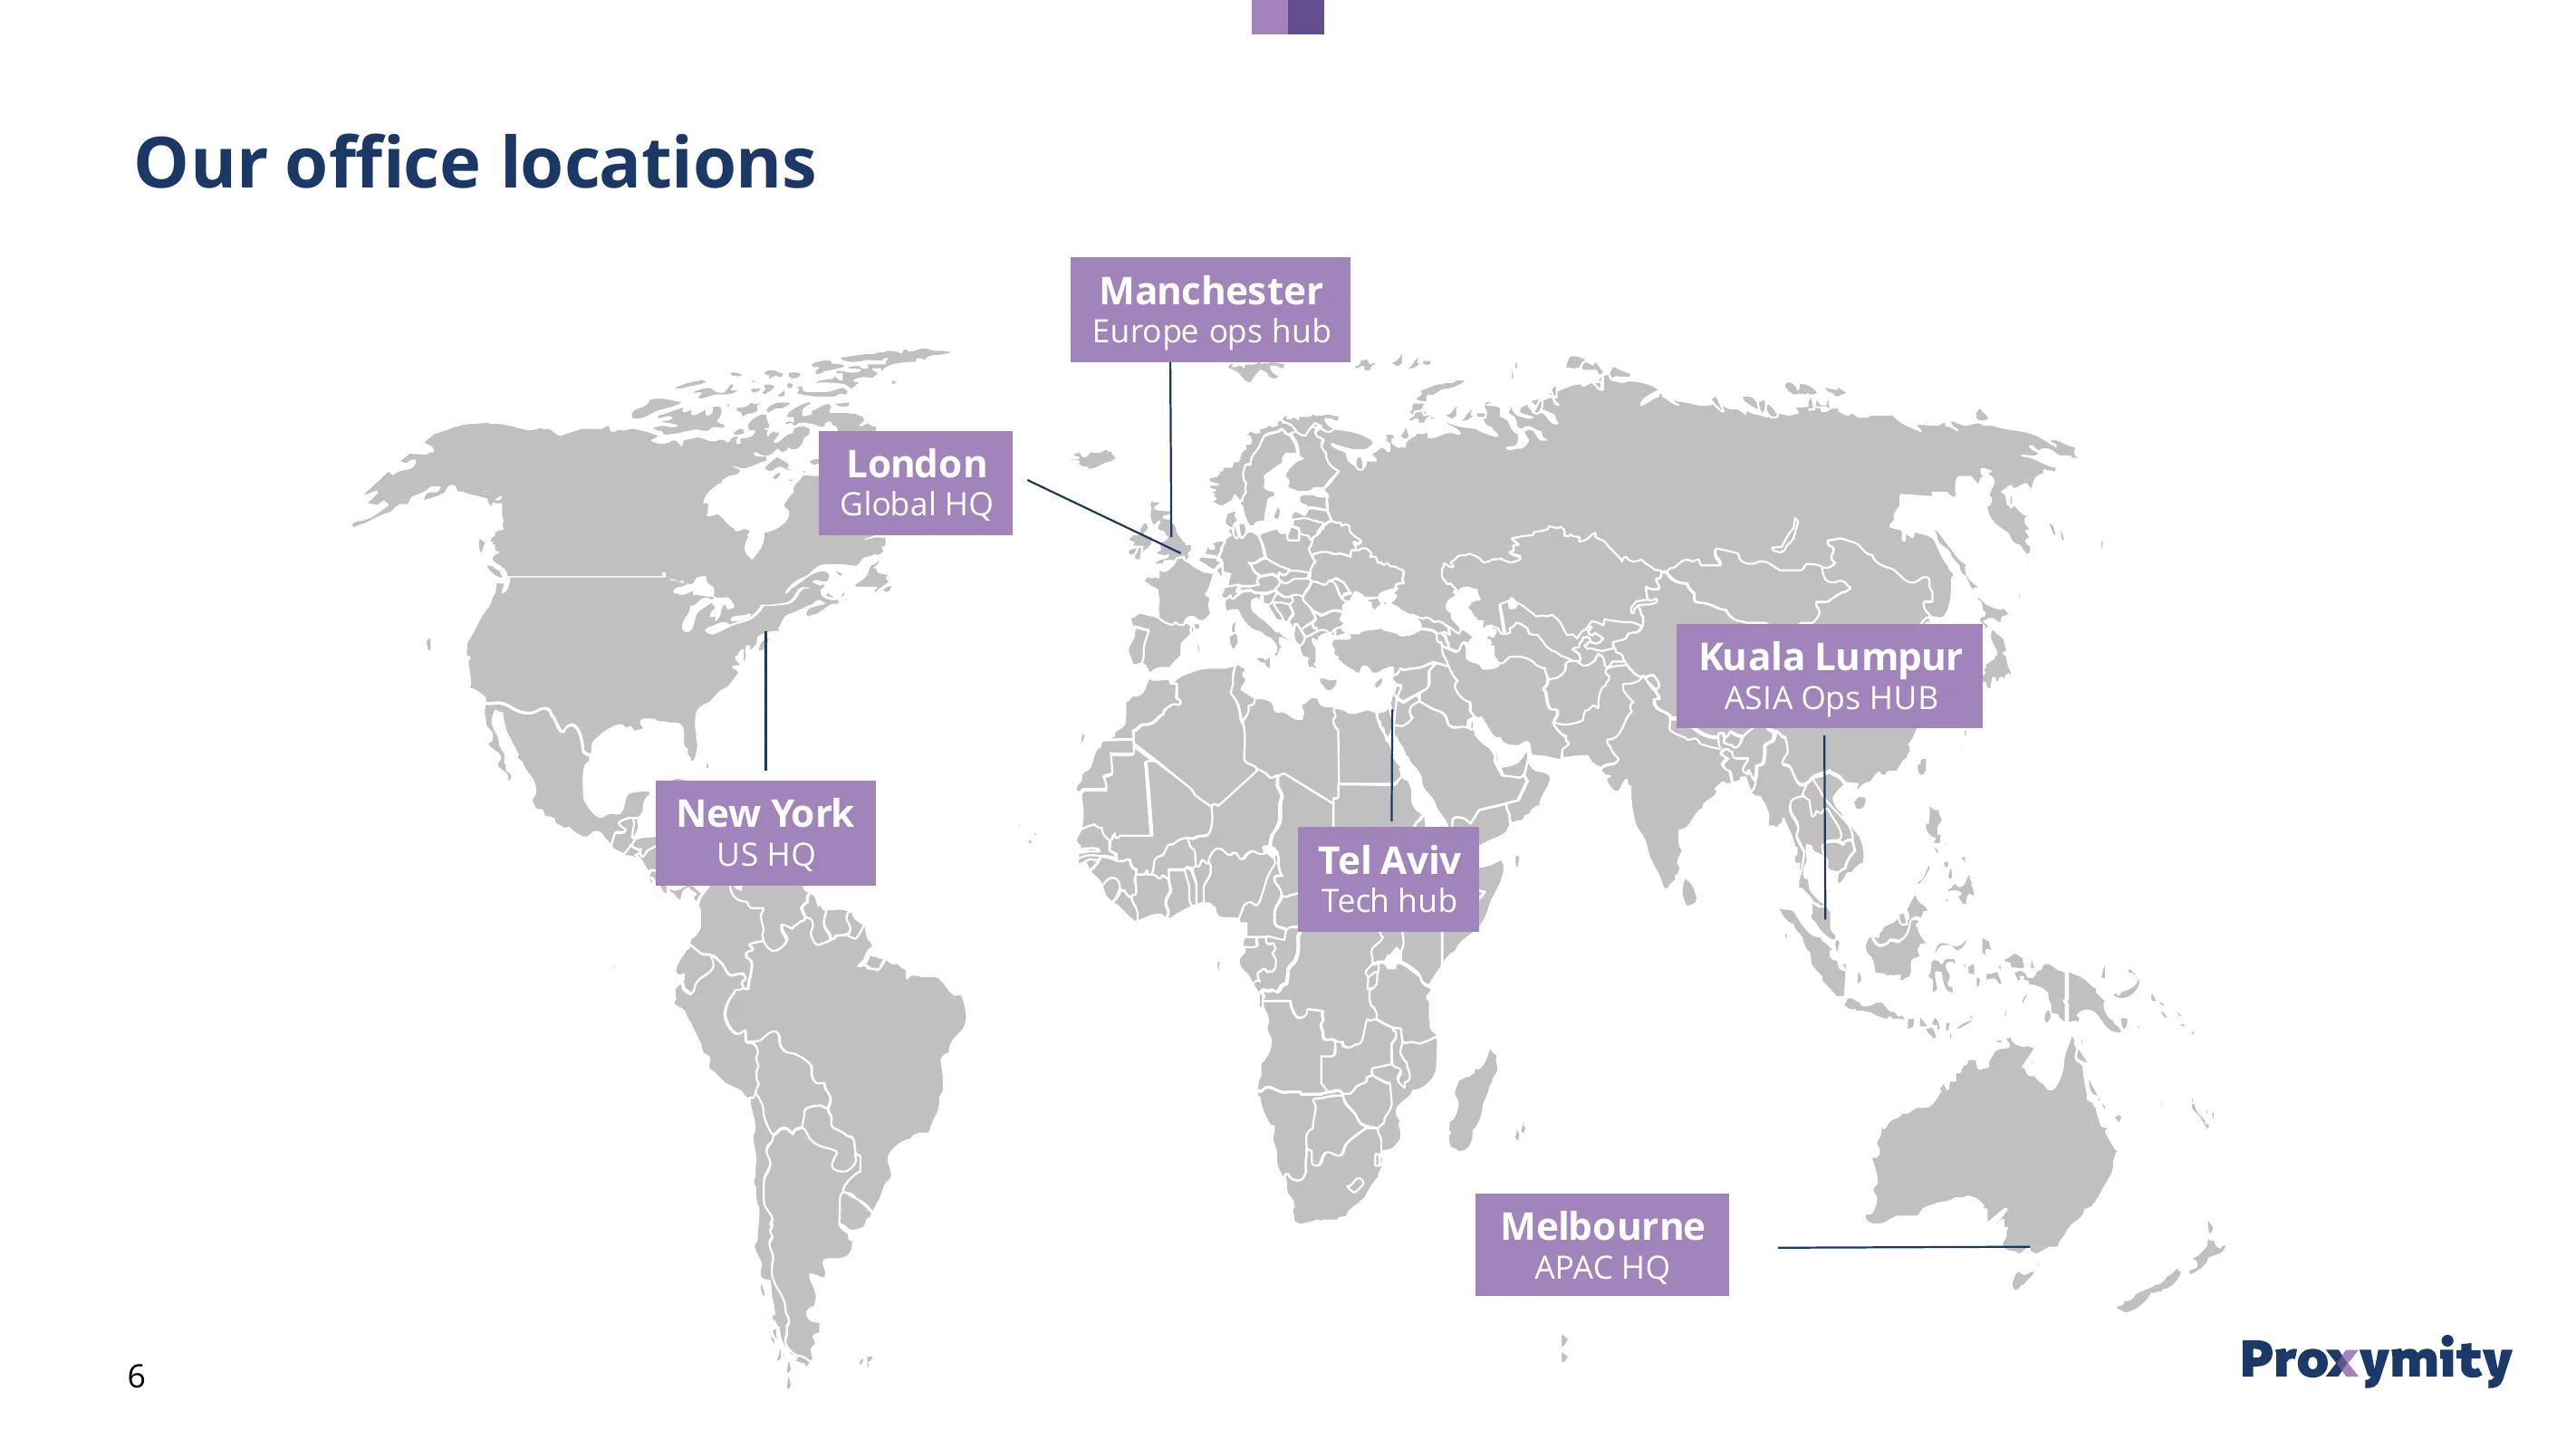 Our office locations
Manchester
Europe ops hub
London
Global HQ
Kuala Lumpur
ASIA Ops HUB
New York
US HQ
Tel Aviv
Tech hub
Melbourne
APAC HQ
6
Proxymity